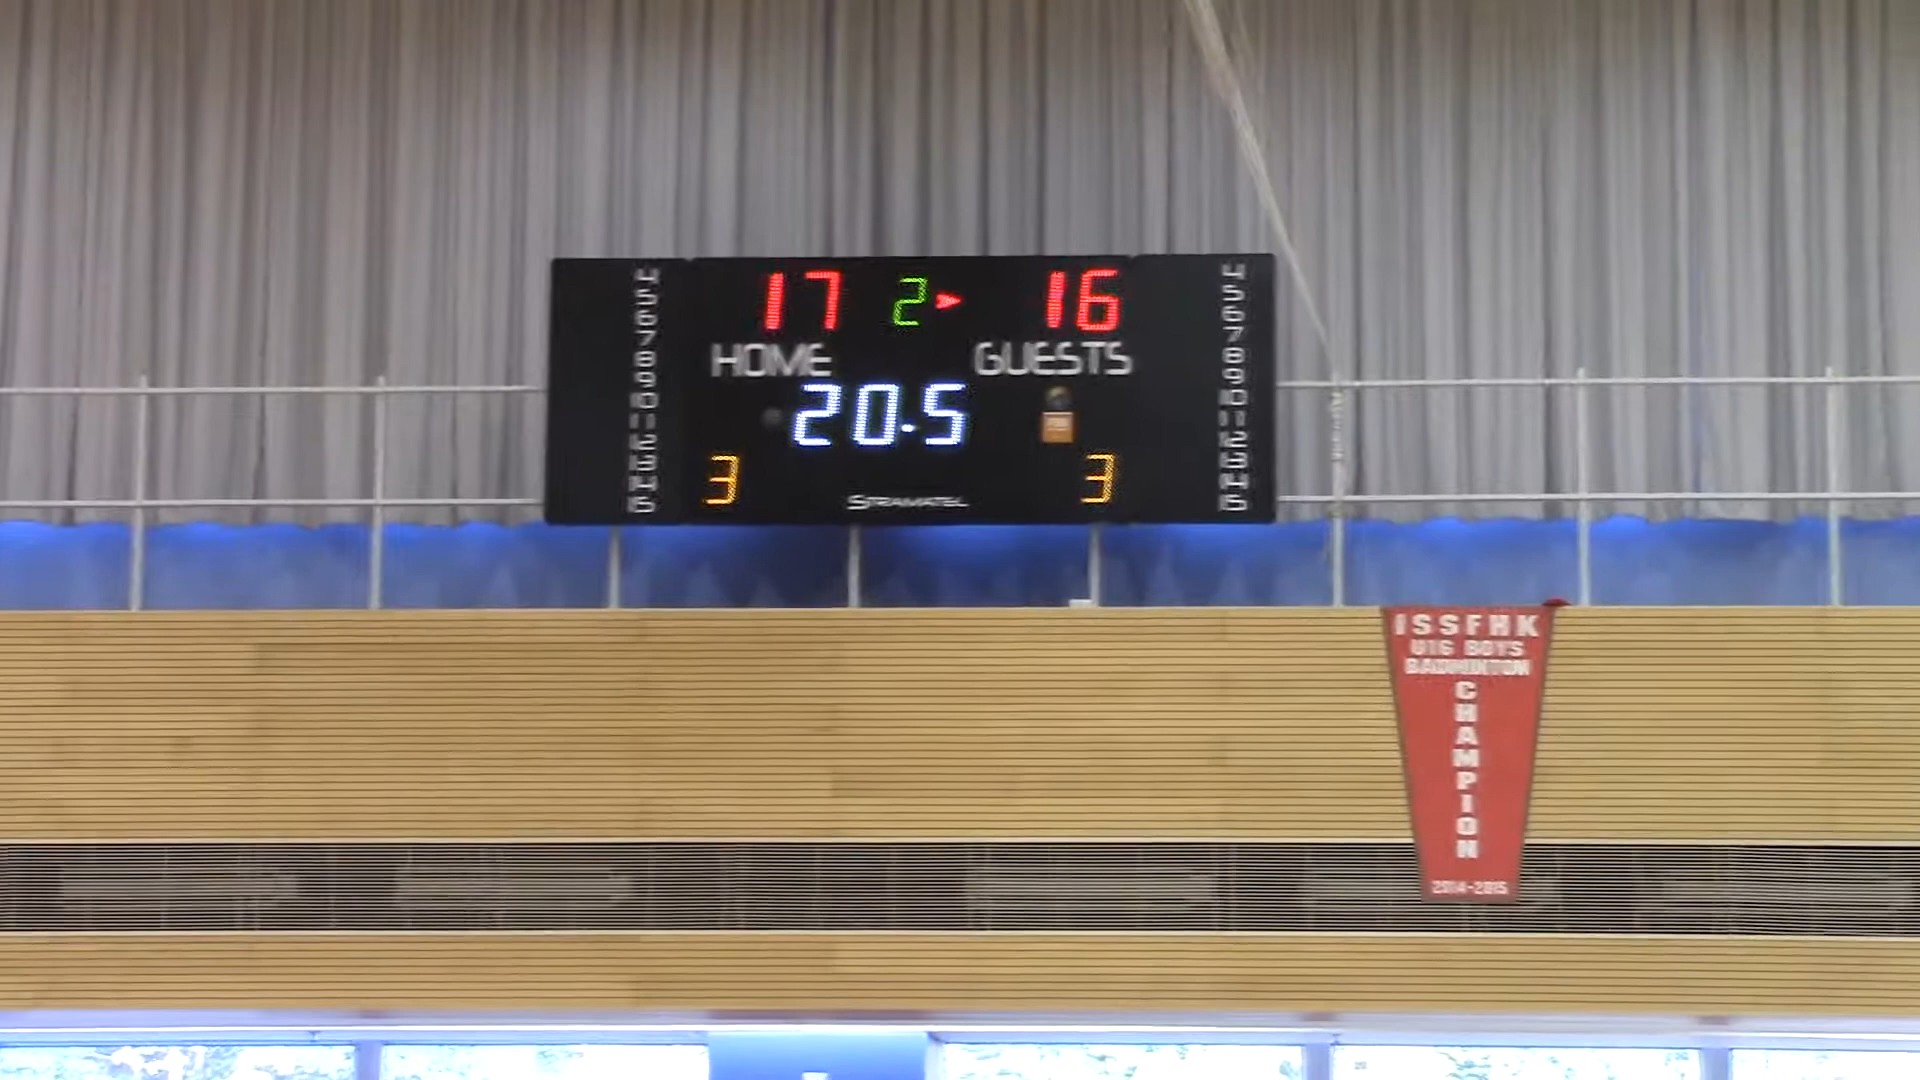 4 17 2 16 4
5 5
6 6
7 HOME GUESTS 7
8 8
9 9
10 20.5 10
11 11
12 12
13 3 3 13
14 14
15 STRAMATEL 15
ISSFHK
U16 BOYS
BADMINTON
CHAMPION
2014-2015